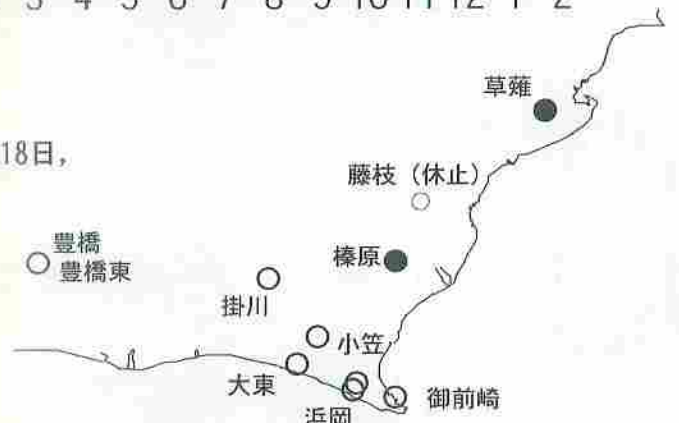 3 4 5 6 7 8 9 10 11 12 1 2
草薙
18日,
藤枝（休止）
豊橋
豊橋東
榛原
掛川
小笠
大東
御前崎
浜岡